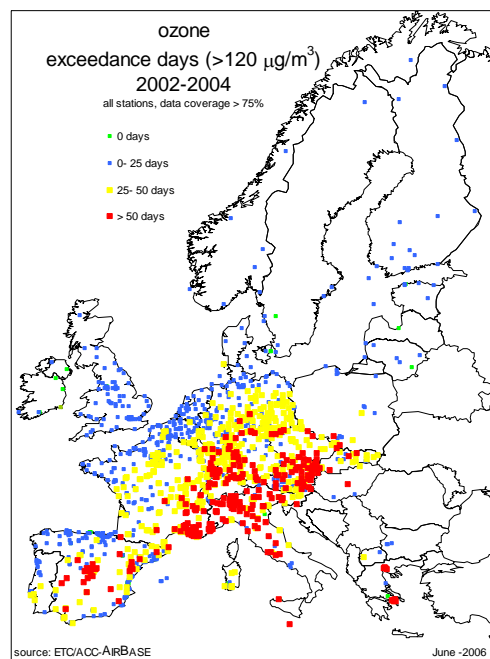 ozone
exceedance days (>120 μg/m³)
2002-2004
all stations, data coverage > 75%
0 days
0- 25 days
25- 50 days
> 50 days
source: ETC/ACC-AIRBASE
June -2006